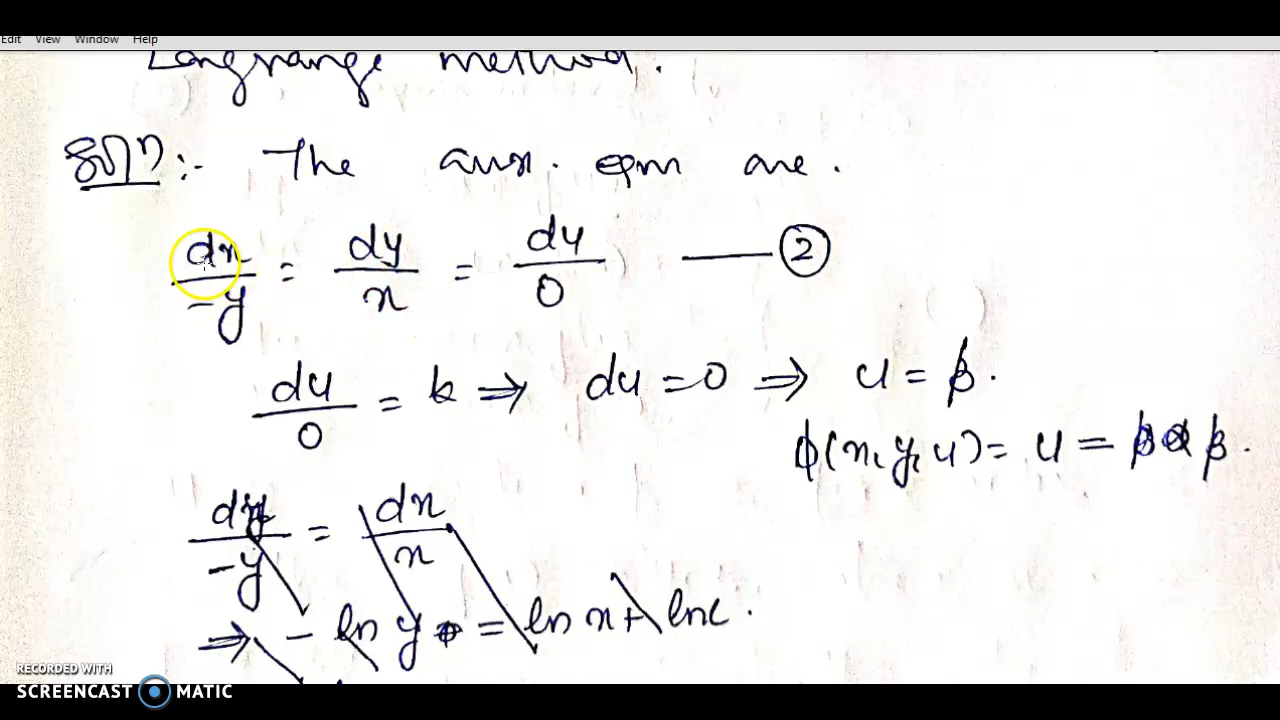 Edit View Window Help
Langrange method.
Sol^n :- The aux. eqn are.
dx/-y = dy/x = du/0 —— ②
du/0 = k ⇒ du = 0 ⇒ u = β.
ϕ(x, y, u) = u = β.
dx/-y = dx/x
⇒ - ln y = ln x + ln c.
RECORDED WITH
SCREENCAST MATIC